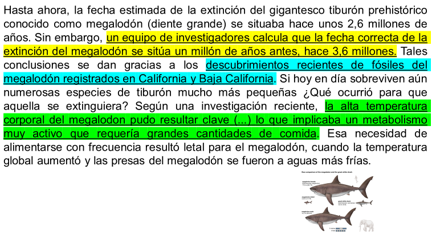 Hasta ahora, la fecha estimada de la extinción del gigantesco tiburón prehistórico
conocido como megalodón (diente grande) se situaba hace unos 2,6 millones de
años. Sin embargo, un equipo de investigadores calcula que la fecha correcta de la
extinción del megalodón se sitúa un millón de años antes, hace 3,6 millones. Tales
conclusiones se dan gracias a los descubrimientos recientes de fósiles del
megalodón registrados en California y Baja California. Si hoy en día sobreviven aún
numerosas especies de tiburón mucho más pequeñas ¿Qué ocurrió para que
aquella se extinguiera? Según una investigación reciente, la alta temperatura
corporal del megalodon pudo resultar clave (...) lo que implicaba un metabolismo
muy activo que requería grandes cantidades de comida. Esa necesidad de
alimentarse con frecuencia resultó letal para el megalodón, cuando la temperatura
global aumentó y las presas del megalodón se fueron a aguas más frías.